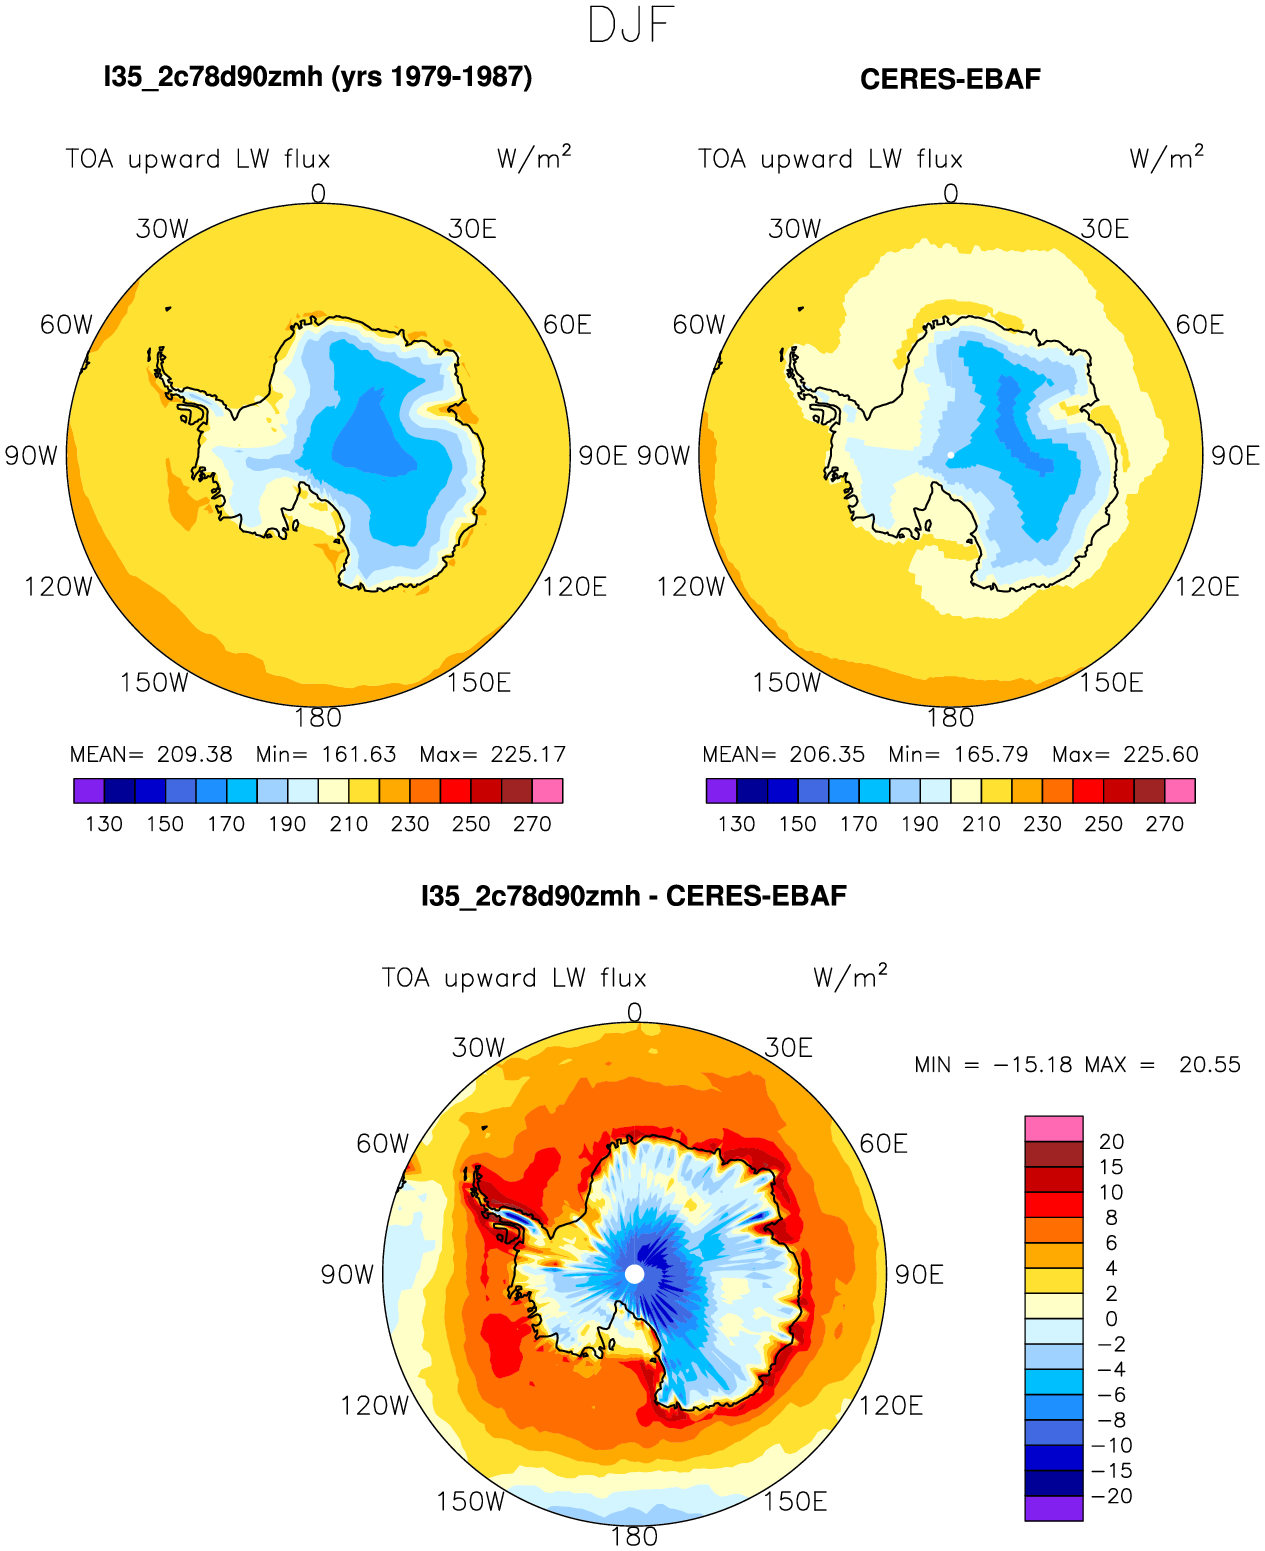 DJF
l35_2c78d90zmh (yrs 1979-1987) CERES-EBAF
TOA upward LW flux W/m² TOA upward LW flux W/m²
0 0
30W 30E 30W 30E
60W 60E 60W 60E
90W 90E 90W 90E
120W 120E 120W 120E
150W 150E 150W 150E
180 180
MEAN= 209.38 Min= 161.63 Max= 225.17 MEAN= 206.35 Min= 165.79 Max= 225.60
130 150 170 190 210 230 250 270 130 150 170 190 210 230 250 270
l35_2c78d90zmh - CERES-EBAF
TOA upward LW flux W/m²
0
30W 30E
MIN = −15.18 MAX = 20.55
60W 60E
90W 90E
120W 120E
150W 150E
180
20
15
10
8
6
4
2
0
−2
−4
−6
−8
−10
−15
−20